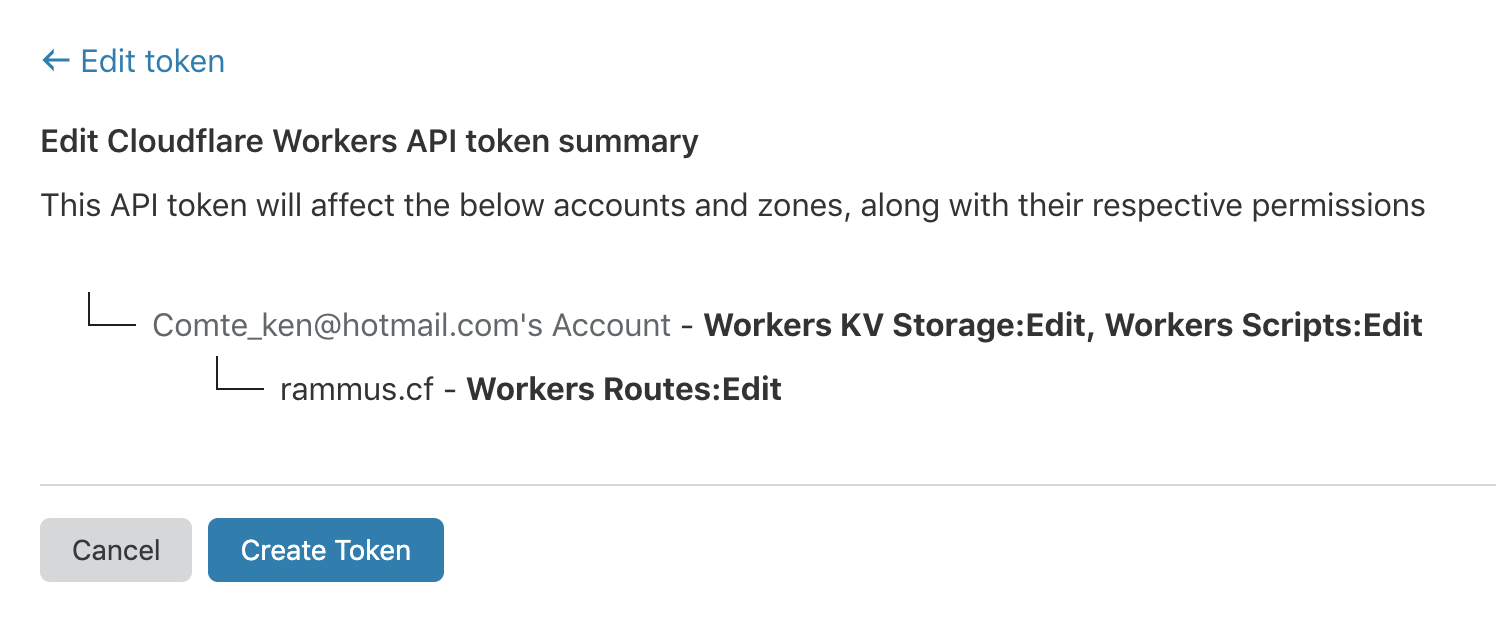 ← Edit token
Edit Cloudflare Workers API token summary
This API token will affect the below accounts and zones, along with their respective permissions
Comte_ken@hotmail.com's Account - Workers KV Storage:Edit, Workers Scripts:Edit
rammus.cf - Workers Routes:Edit
Cancel
Create Token